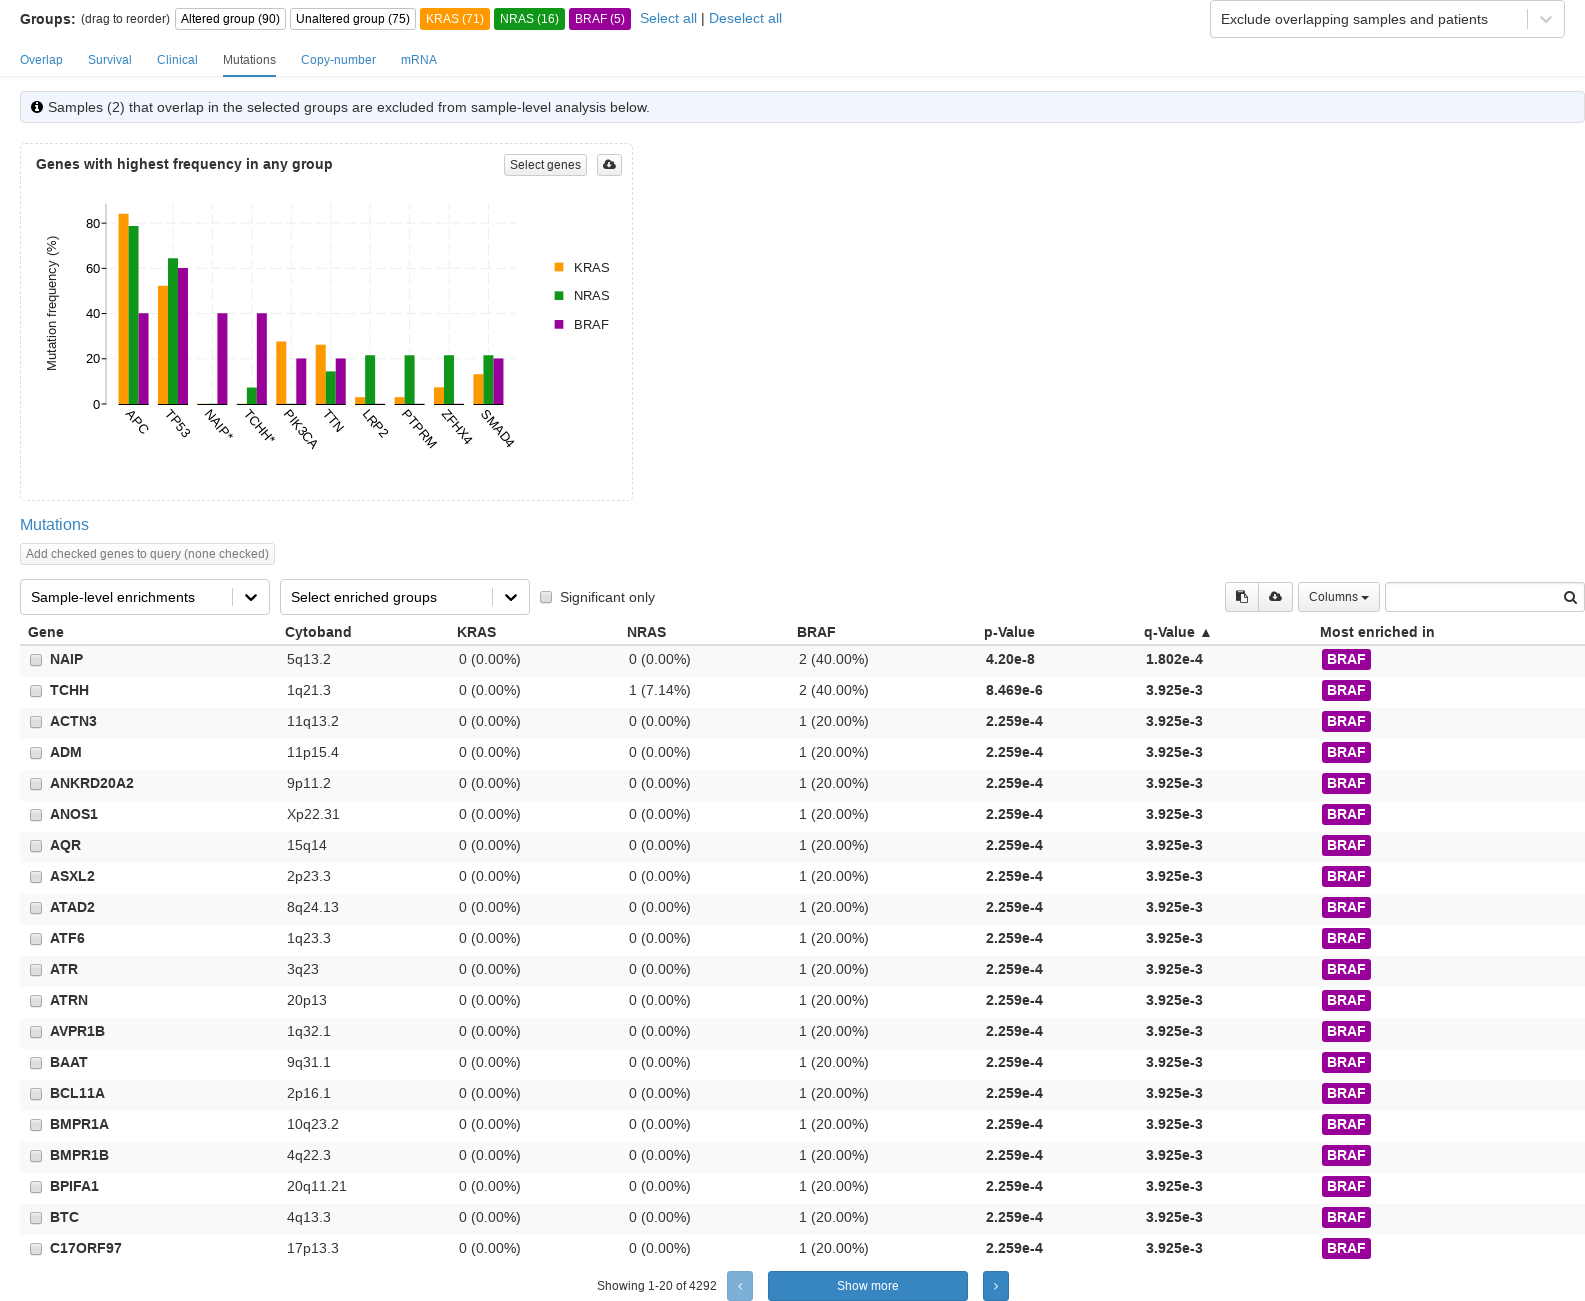 Groups: (drag to reorder) Altered group (90) Unaltered group (75) KRAS (71) NRAS (16) BRAF (5) Select all | Deselect all Exclude overlapping samples and patients
Overlap Survival Clinical Mutations Copy-number mRNA
Samples (2) that overlap in the selected groups are excluded from sample-level analysis below.
Genes with highest frequency in any group Select genes
Mutation frequency (%)
80
60
40
20
0
APC TP53 NAIP* TCHH* PIK3CA TTN LRP2 PTPRM ZFHX4 SMAD4
KRAS
NRAS
BRAF
Mutations
Add checked genes to query (none checked)
Sample-level enrichments Select enriched groups Significant only Columns
Gene Cytoband KRAS NRAS BRAF p-Value q-Value ▲ Most enriched in
NAIP 5q13.2 0 (0.00%) 0 (0.00%) 2 (40.00%) 4.20e-8 1.802e-4 BRAF
TCHH 1q21.3 0 (0.00%) 1 (7.14%) 2 (40.00%) 8.469e-6 3.925e-3 BRAF
ACTN3 11q13.2 0 (0.00%) 0 (0.00%) 1 (20.00%) 2.259e-4 3.925e-3 BRAF
ADM 11p15.4 0 (0.00%) 0 (0.00%) 1 (20.00%) 2.259e-4 3.925e-3 BRAF
ANKRD20A2 9p11.2 0 (0.00%) 0 (0.00%) 1 (20.00%) 2.259e-4 3.925e-3 BRAF
ANOS1 Xp22.31 0 (0.00%) 0 (0.00%) 1 (20.00%) 2.259e-4 3.925e-3 BRAF
AQR 15q14 0 (0.00%) 0 (0.00%) 1 (20.00%) 2.259e-4 3.925e-3 BRAF
ASXL2 2p23.3 0 (0.00%) 0 (0.00%) 1 (20.00%) 2.259e-4 3.925e-3 BRAF
ATAD2 8q24.13 0 (0.00%) 0 (0.00%) 1 (20.00%) 2.259e-4 3.925e-3 BRAF
ATF6 1q23.3 0 (0.00%) 0 (0.00%) 1 (20.00%) 2.259e-4 3.925e-3 BRAF
ATR 3q23 0 (0.00%) 0 (0.00%) 1 (20.00%) 2.259e-4 3.925e-3 BRAF
ATRN 20p13 0 (0.00%) 0 (0.00%) 1 (20.00%) 2.259e-4 3.925e-3 BRAF
AVPR1B 1q32.1 0 (0.00%) 0 (0.00%) 1 (20.00%) 2.259e-4 3.925e-3 BRAF
BAAT 9q31.1 0 (0.00%) 0 (0.00%) 1 (20.00%) 2.259e-4 3.925e-3 BRAF
BCL11A 2p16.1 0 (0.00%) 0 (0.00%) 1 (20.00%) 2.259e-4 3.925e-3 BRAF
BMPR1A 10q23.2 0 (0.00%) 0 (0.00%) 1 (20.00%) 2.259e-4 3.925e-3 BRAF
BMPR1B 4q22.3 0 (0.00%) 0 (0.00%) 1 (20.00%) 2.259e-4 3.925e-3 BRAF
BPIFA1 20q11.21 0 (0.00%) 0 (0.00%) 1 (20.00%) 2.259e-4 3.925e-3 BRAF
BTC 4q13.3 0 (0.00%) 0 (0.00%) 1 (20.00%) 2.259e-4 3.925e-3 BRAF
C17ORF97 17p13.3 0 (0.00%) 0 (0.00%) 1 (20.00%) 2.259e-4 3.925e-3 BRAF
Showing 1-20 of 4292 ‹ Show more ›